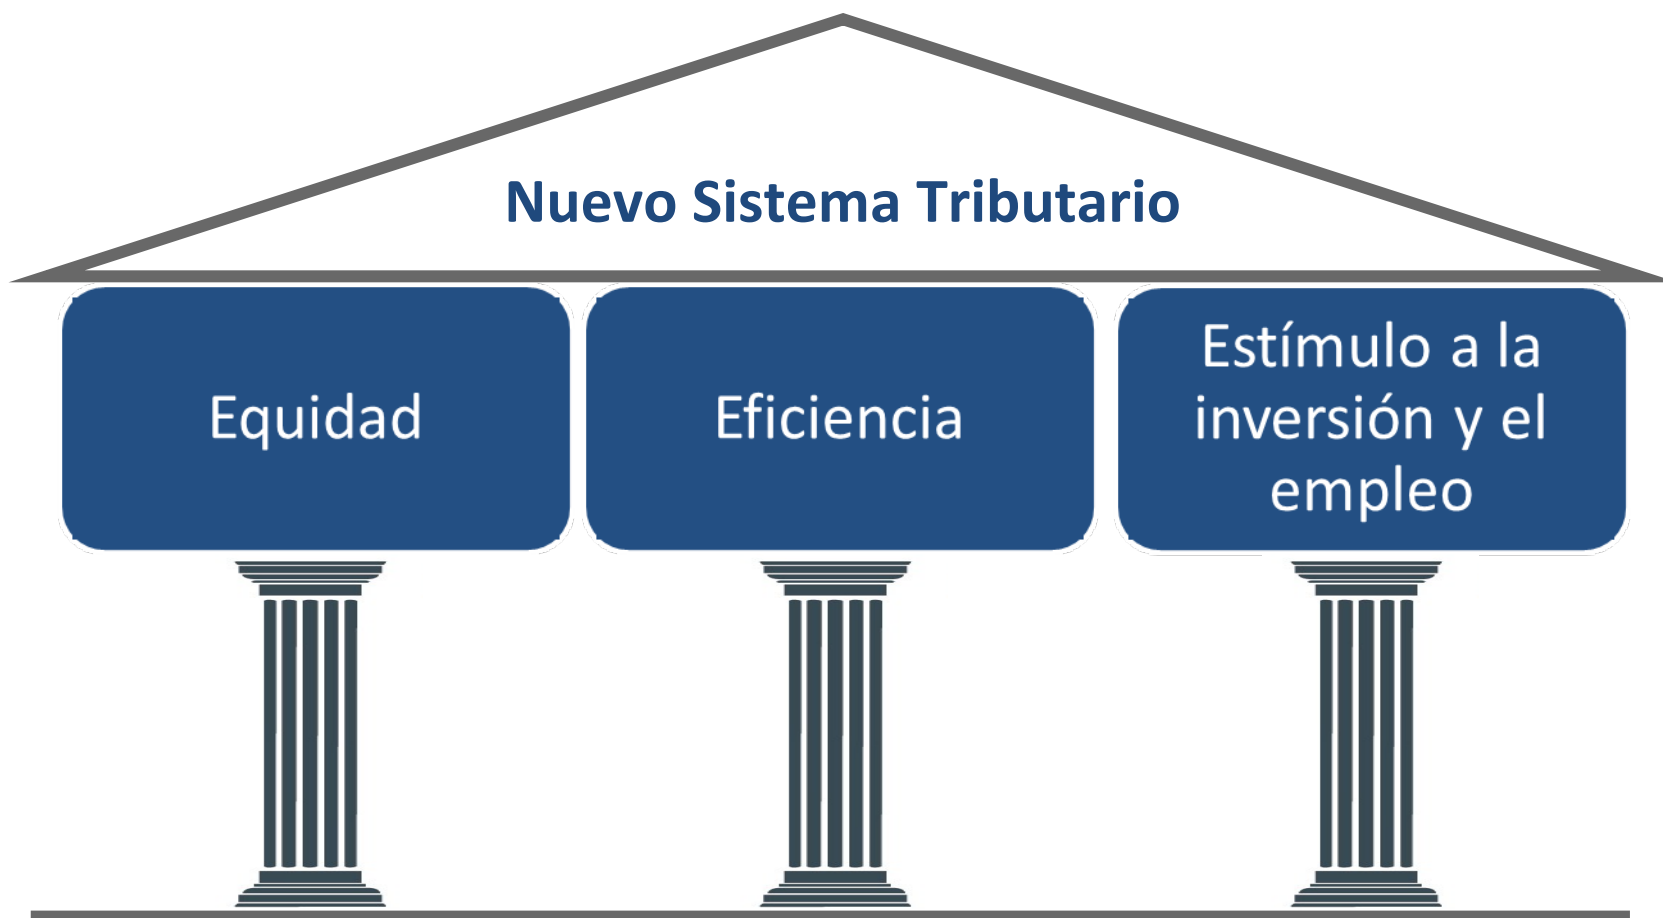 Nuevo Sistema Tributario
Equidad
Eficiencia
Estímulo a la
inversión y el
empleo